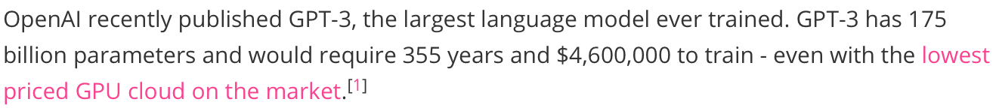 OpenAI recently published GPT-3, the largest language model ever trained. GPT-3 has 175
billion parameters and would require 355 years and $4,600,000 to train - even with the lowest
priced GPU cloud on the market.[1]